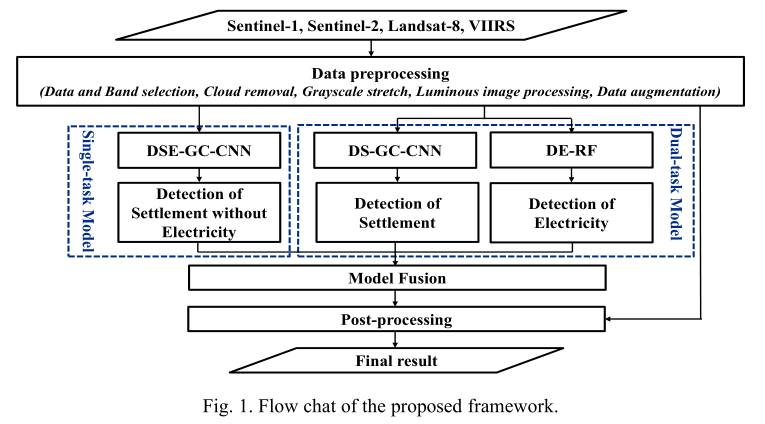 Sentinel-1, Sentinel-2, Landsat-8, VIIRS
Data preprocessing
(Data and Band selection, Cloud removal, Grayscale stretch, Luminous image processing, Data augmentation)
Single-task Model
DSE-GC-CNN
Detection of
Settlement without
Electricity
DS-GC-CNN
Detection of
Settlement
DE-RF
Detection of
Electricity
Dual-task Model
Model Fusion
Post-processing
Final result
Fig. 1. Flow chat of the proposed framework.